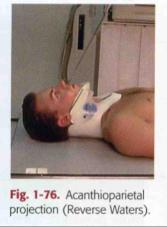 Fig. 1-76. Acanthioparietal
projection (Reverse Waters).